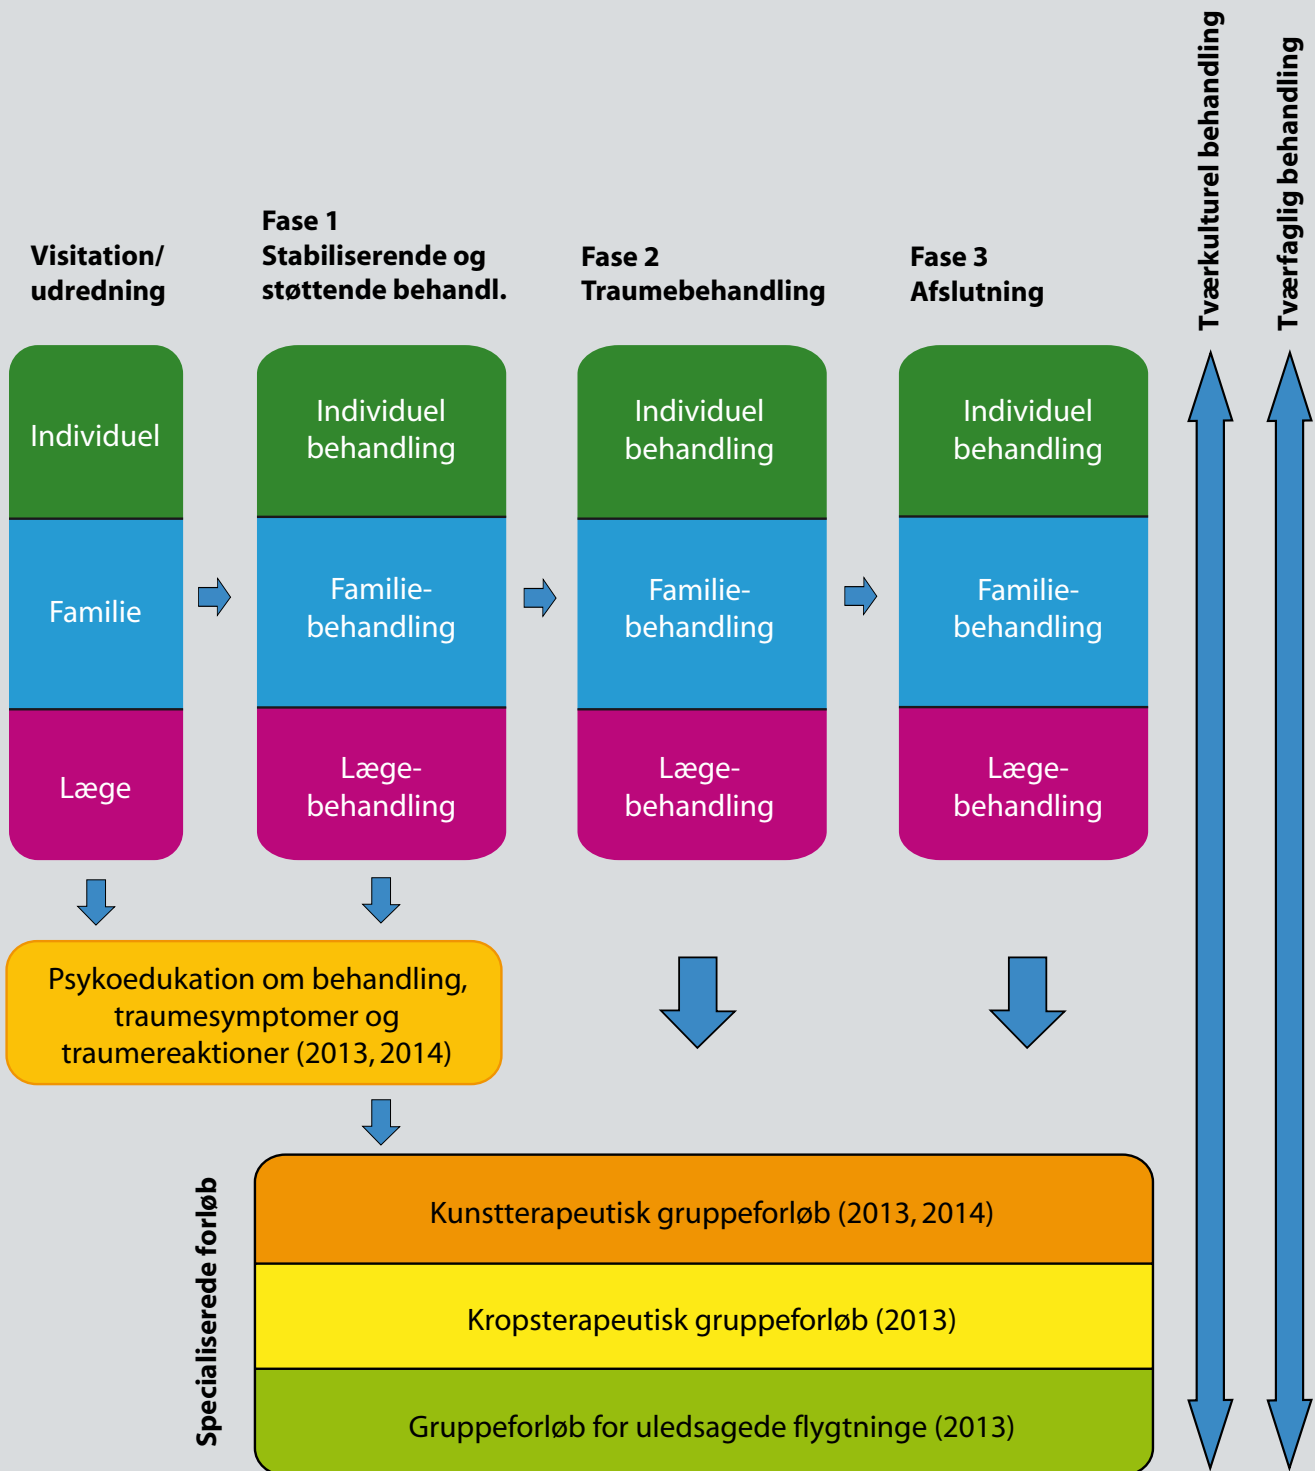 Tværkulturel behandling
Tværfaglig behandling
Visitation/
udredning
Fase 1
Stabiliserende og
støttende behandl.
Fase 2
Traumebehandling
Fase 3
Afslutning
Individuel
Individuel
behandling
Individuel
behandling
Individuel
behandling
Familie
Familie-
behandling
Familie-
behandling
Familie-
behandling
Læge
Læge-
behandling
Læge-
behandling
Læge-
behandling
Psykoedukation om behandling,
traumesymptomer og
traumereaktioner (2013, 2014)
Specialiserede forløb
Kunstterapeutisk gruppeforløb (2013, 2014)
Kropsterapeutisk gruppeforløb (2013)
Gruppeforløb for uledsagede flygtninge (2013)